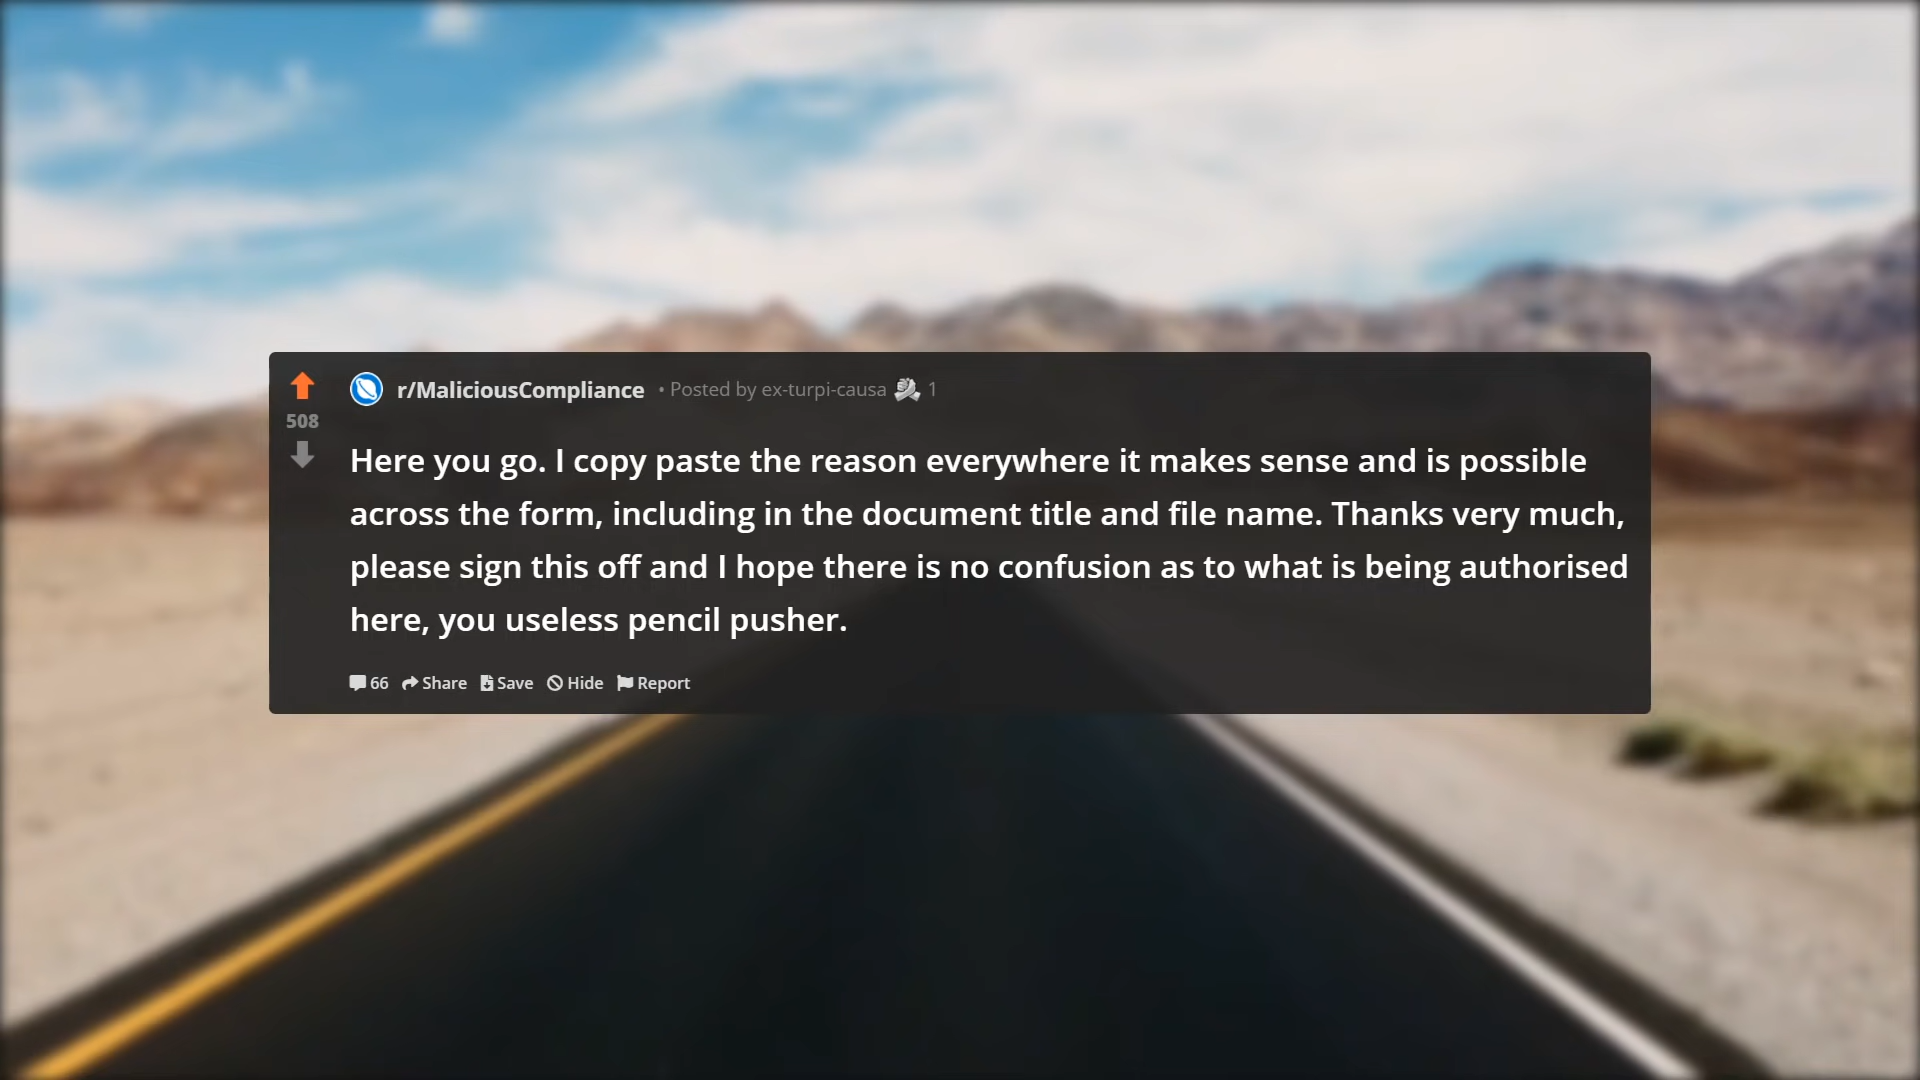 r/MaliciousCompliance • Posted by ex-turpi-causa 1
508
Here you go. I copy paste the reason everywhere it makes sense and is possible
across the form, including in the document title and file name. Thanks very much,
please sign this off and I hope there is no confusion as to what is being authorised
here, you useless pencil pusher.
66 Share Save Hide Report